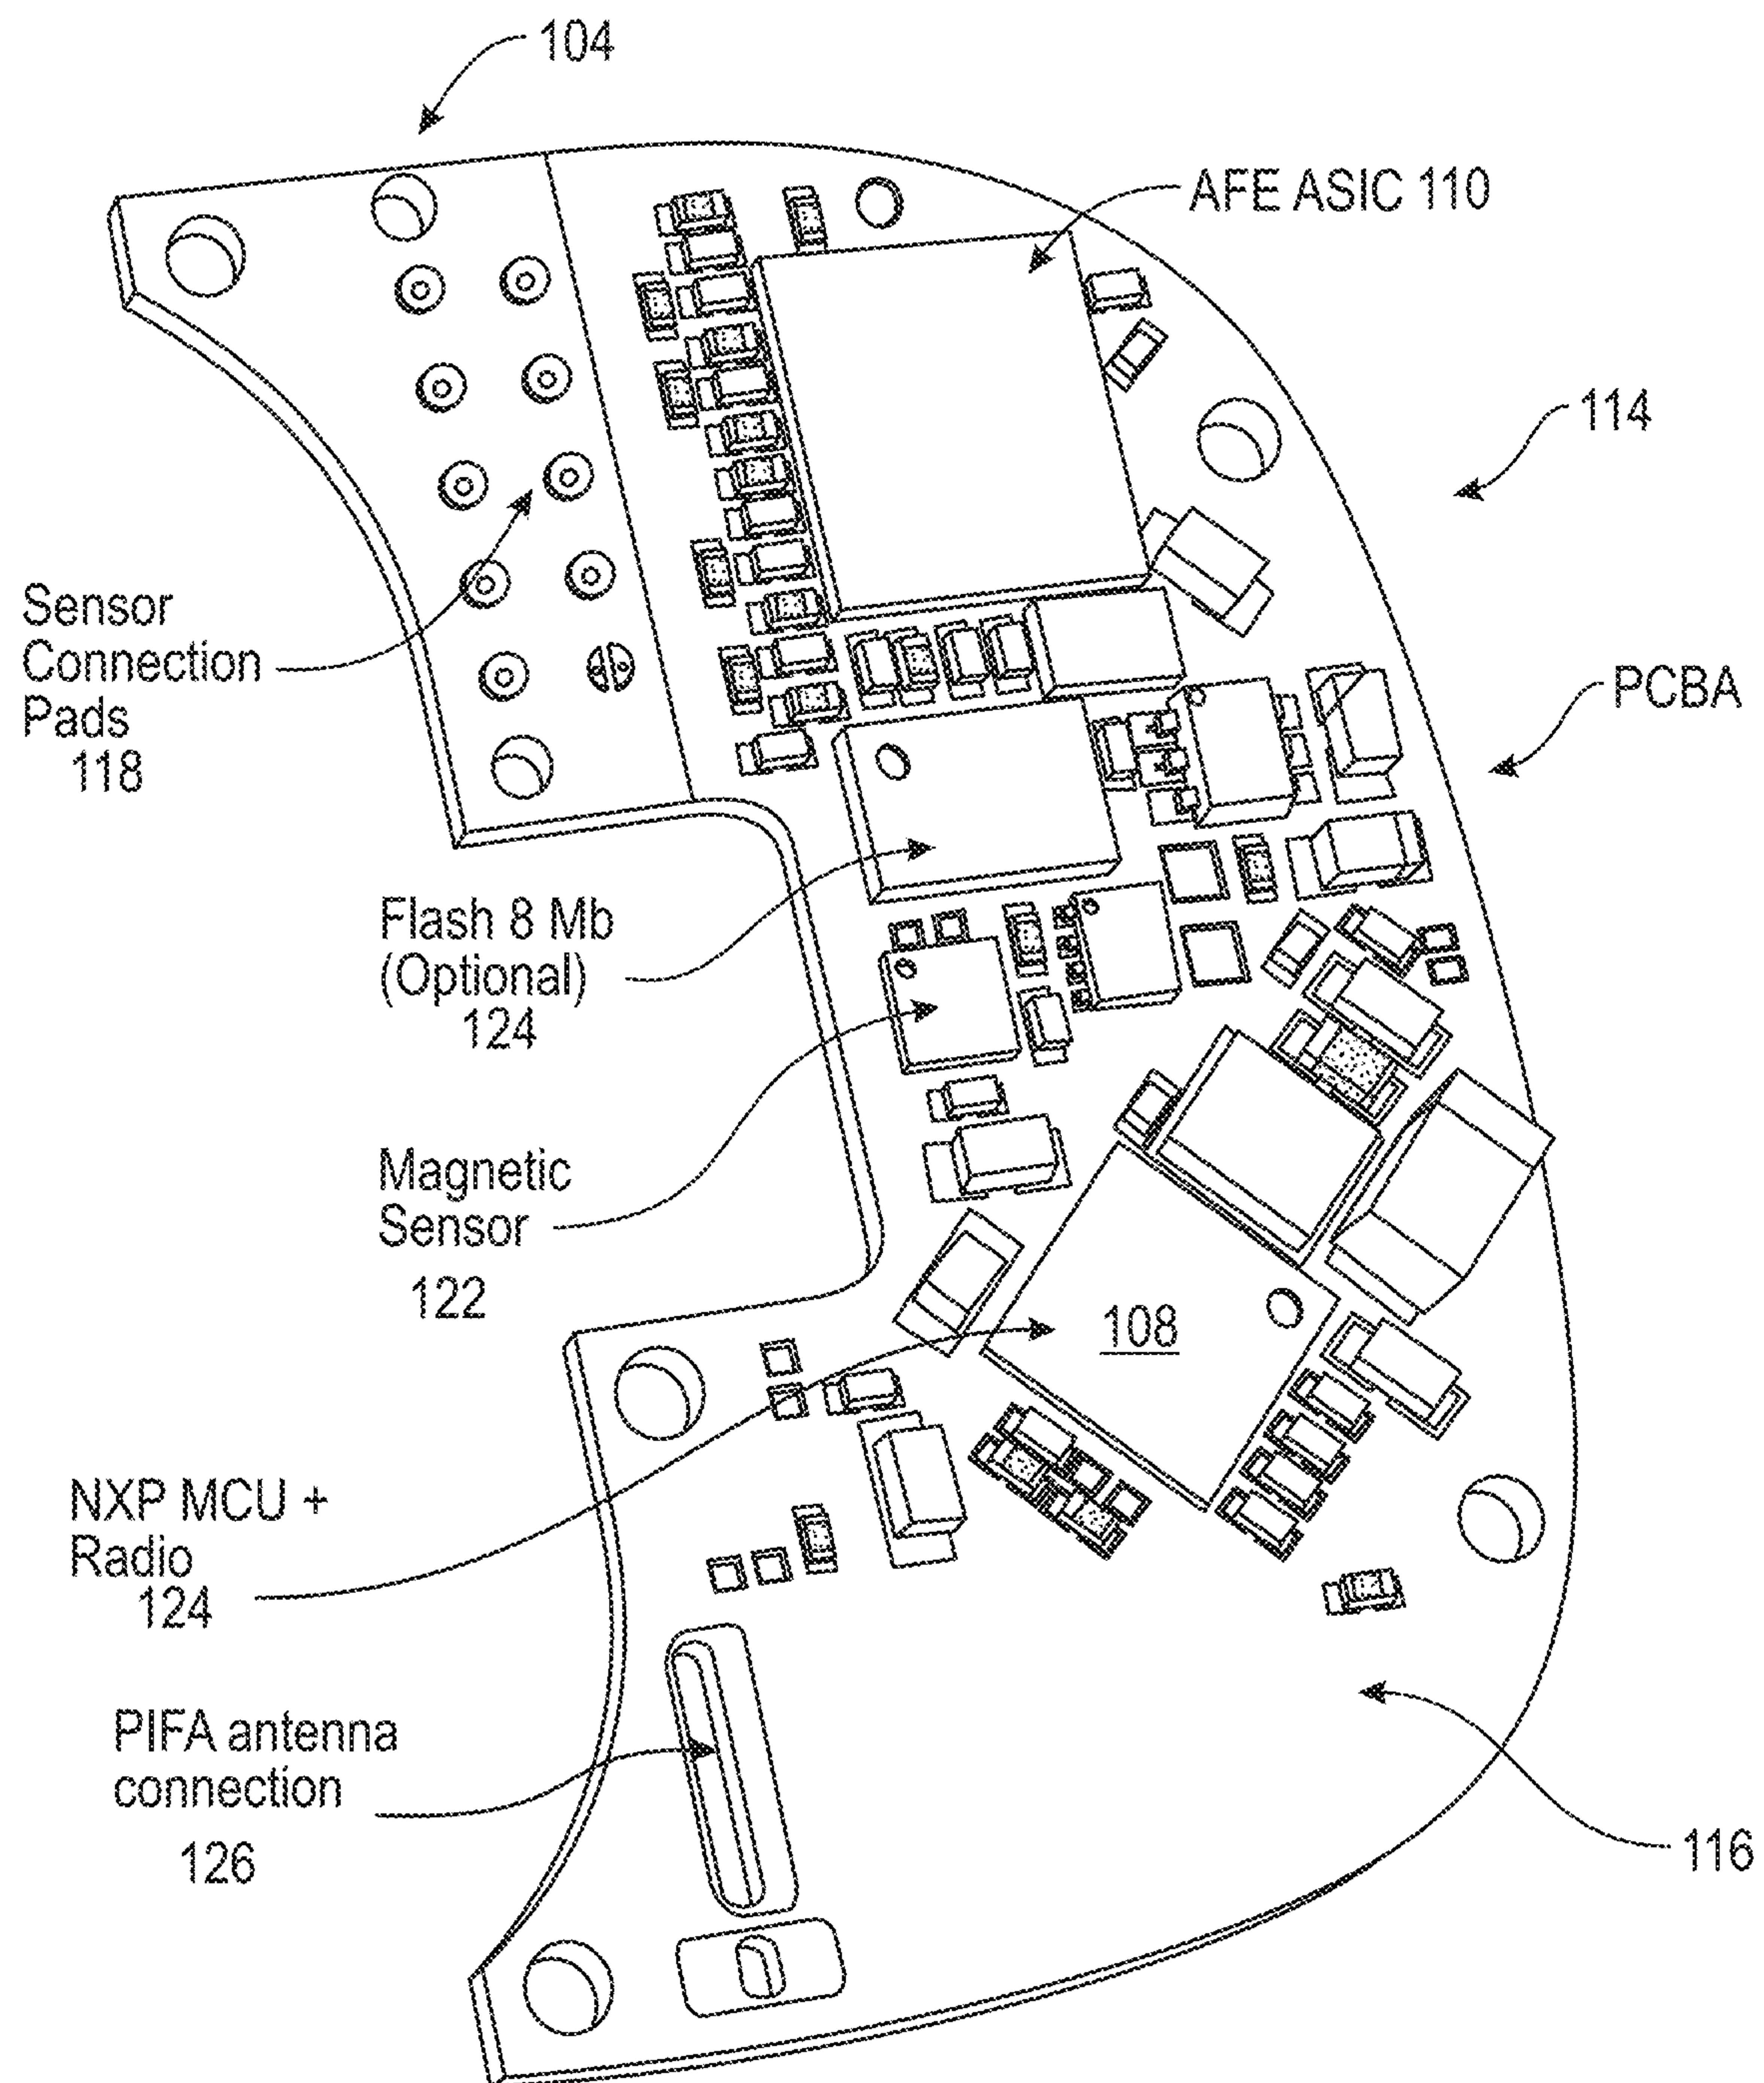 104
AFE ASIC 110
114
Sensor
Connection
Pads
118
PCBA
Flash 8 Mb
(Optional)
124
Magnetic
Sensor
122
108
NXP MCU +
Radio
124
PIFA antenna
connection
126
116